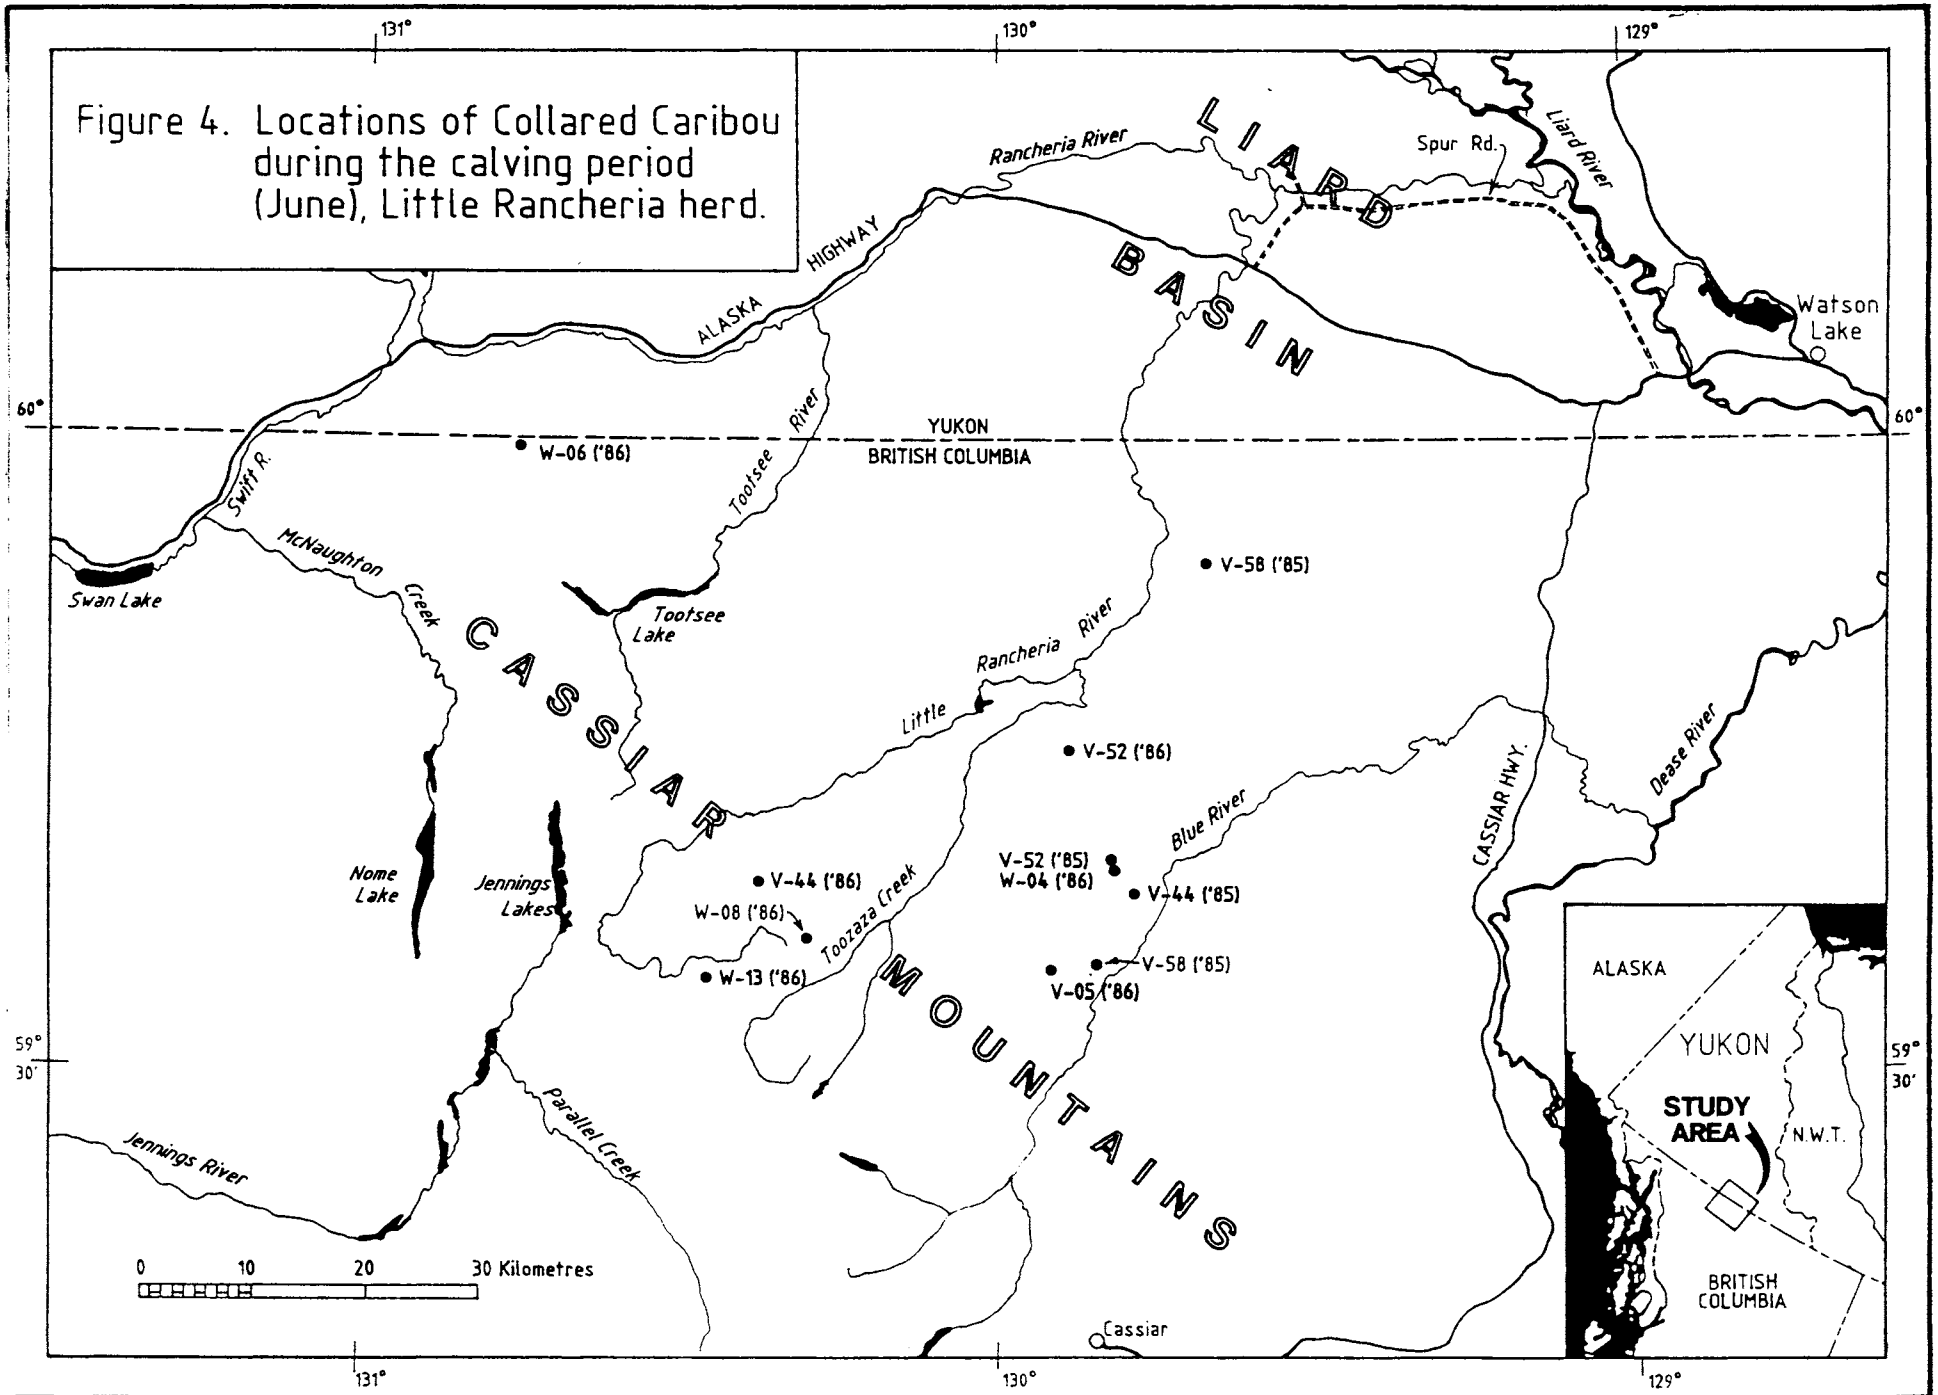 131°
130°
129°
Figure 4. Locations of Collared Caribou
during the calving period
(June), Little Rancheria herd.
LIARD
BASIN
Rancheria River
Spur Rd.
Liard River
ALASKA HIGHWAY
Watson
Lake
60°
60°
YUKON
BRITISH COLUMBIA
W-06 ('86)
Swift R.
Tootsee River
McNaughton Creek
V-58 ('85)
Swan Lake
Tootsee
Lake
CASSIAR
Little Rancheria River
V-52 ('86)
Dease River
CASSIAR HWY.
Blue River
Nome
Lake
Jennings
Lakes
V-44 ('86)
V-52 ('85)
W-04 ('86)
V-44 ('85)
W-08 ('86)
Toozaza Creek
W-13 ('86)
V-58 ('85)
V-05 ('86)
MOUNTAINS
59°
30'
59°
30'
Parallel Creek
Jennings River
ALASKA
YUKON
STUDY
AREA
N.W.T.
BRITISH
COLUMBIA
0 10 20 30 Kilometres
Cassiar
131°
130°
129°